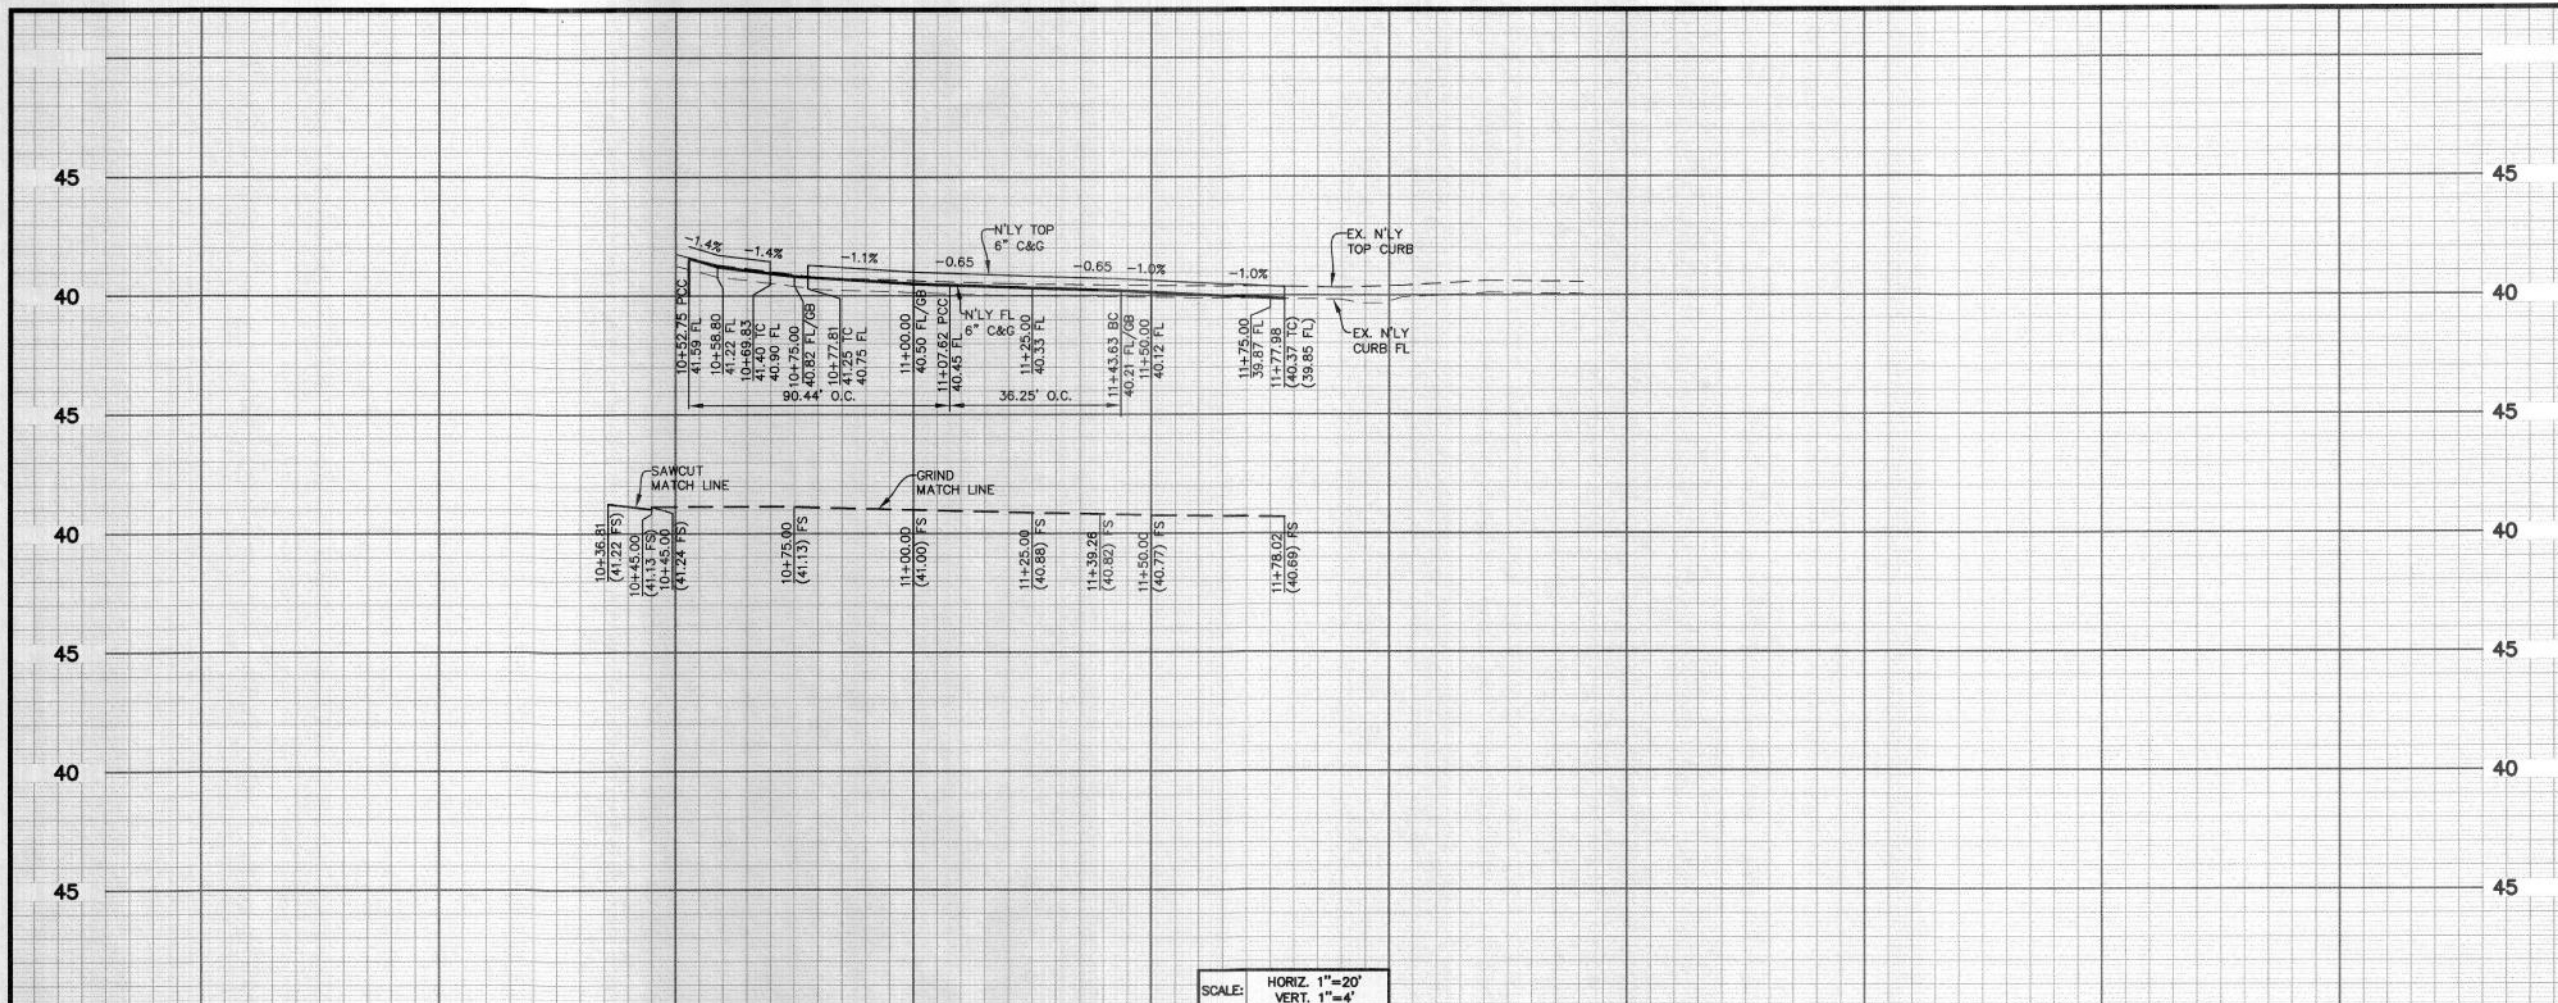 45
45
-1.4%
-1.4%
-1.1%
-0.65
-0.65
-1.0%
-1.0%
N'LY TOP
6" C&G
EX. N'LY
TOP CURB
40
40
N'LY FL
6" C&G
EX. N'LY
CURB FL
10+52.75 PCC
41.59 FL
10+58.80
41.22 FL
10+69.83
41.40 TC
40.90 FL
10+75.00
40.82 FL/GB
10+77.81
41.25 TC
40.75 FL
11+00.00
40.50 FL/GB
11+07.62 PCC
40.45 FL
11+25.00
40.33 FL
11+43.63 BC
40.21 FL/GB
11+50.00
40.12 FL
11+75.00
39.87 FL
11+77.98
(40.37 TC)
(39.85 FL)
90.44' O.C.
36.25' O.C.
45
45
SAWCUT
MATCH LINE
GRIND
MATCH LINE
40
40
10+36.81
(41.22 FS)
10+45.00
(41.13 FS)
10+45.00
(41.24 FS)
10+75.00
(41.13) FS
11+00.00
(41.00) FS
11+25.00
(40.88) FS
11+39.26
(40.82) FS
11+50.00
(40.77) FS
11+78.02
(40.69) FS
45
45
40
40
45
45
SCALE:
HORIZ. 1"=20'
VERT. 1"=4'